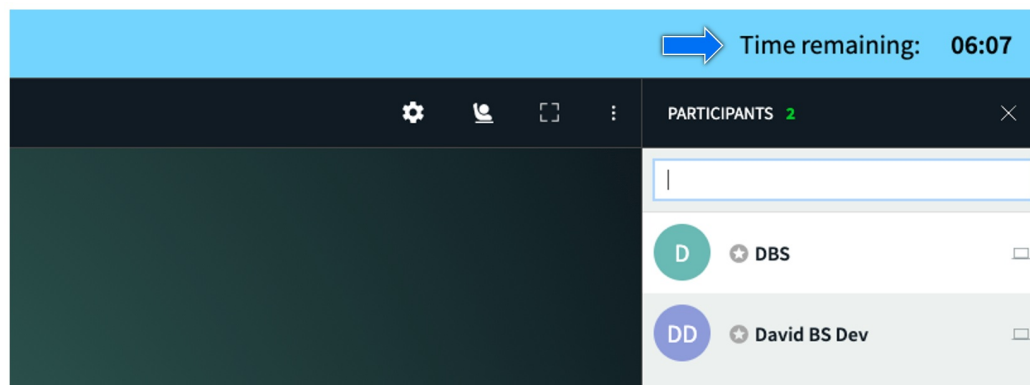 Time remaining: 06:07
PARTICIPANTS 2
D DBS
DD David BS Dev